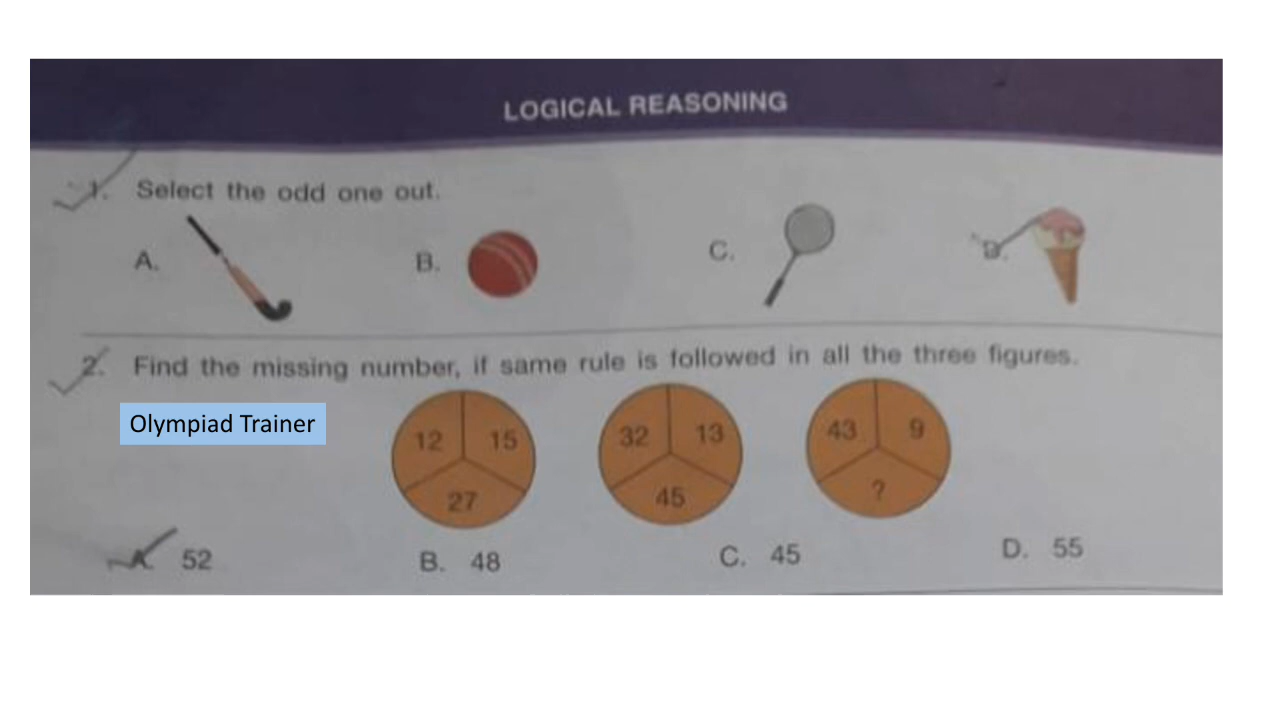 LOGICAL REASONING
1. Select the odd one out.
A. B. C. D.
2. Find the missing number, if same rule is followed in all the three figures.
Olympiad Trainer
12 15 32 13 43 9
27 45 ?
A. 52 B. 48 C. 45 D. 55